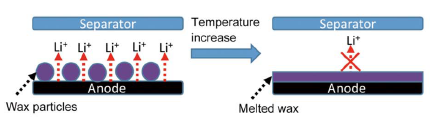 Separator
Li+ Li+ Li+ Li+ Li+
Wax particles
Anode
Temperature
increase
Separator
Li+
Melted wax
Anode